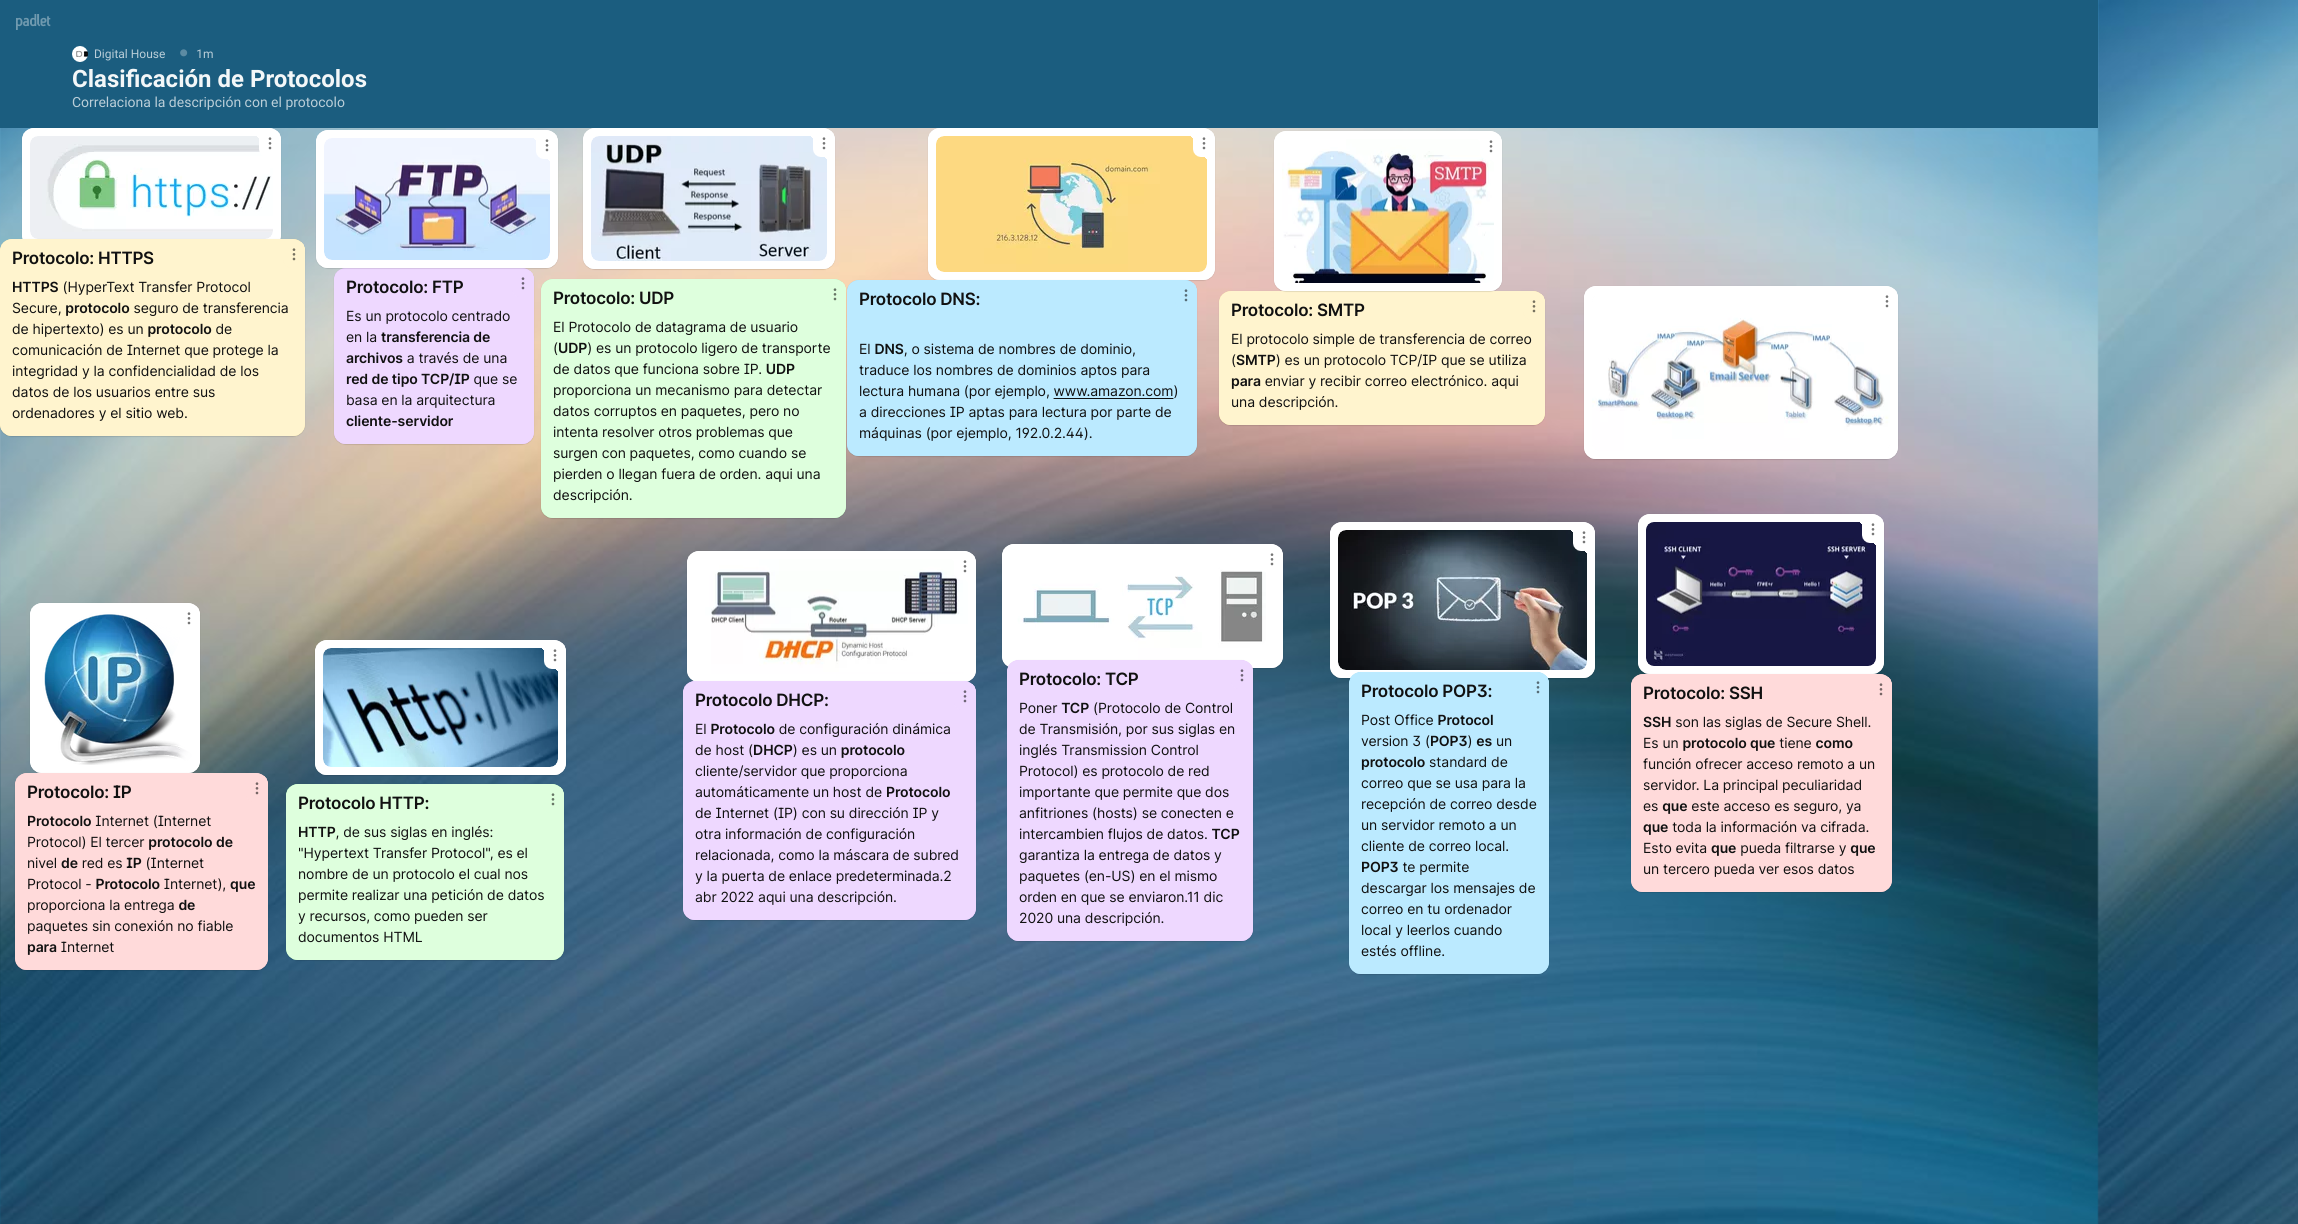 padlet
Digital House • 1m
Clasificación de Protocolos
Correlaciona la descripción con el protocolo
https://
Protocolo: HTTPS
HTTPS (HyperText Transfer Protocol
Secure, protocolo seguro de transferencia
de hipertexto) es un protocolo de
comunicación de Internet que protege la
integridad y la confidencialidad de los
datos de los usuarios entre sus
ordenadores y el sitio web.
FTP
Protocolo: FTP
Es un protocolo centrado
en la transferencia de
archivos a través de una
red de tipo TCP/IP que se
basa en la arquitectura
cliente-servidor
UDP
Request
Response
Response
Client
Server
Protocolo: UDP
El Protocolo de datagrama de usuario
(UDP) es un protocolo ligero de transporte
de datos que funciona sobre IP. UDP
proporciona un mecanismo para detectar
datos corruptos en paquetes, pero no
intenta resolver otros problemas que
surgen con paquetes, como cuando se
pierden o llegan fuera de orden. aqui una
descripción.
domain.com
216.3.128.12
Protocolo DNS:
El DNS, o sistema de nombres de dominio,
traduce los nombres de dominios aptos para
lectura humana (por ejemplo, www.amazon.com)
a direcciones IP aptas para lectura por parte de
máquinas (por ejemplo, 192.0.2.44).
SMTP
Protocolo: SMTP
El protocolo simple de transferencia de correo
(SMTP) es un protocolo TCP/IP que se utiliza
para enviar y recibir correo electrónico. aqui
una descripción.
IMAP
IMAP
IMAP
IMAP
Email Server
SmartPhone
Desktop PC
Tablet
Desktop PC
IP
Protocolo: IP
Protocolo Internet (Internet
Protocol) El tercer protocolo de
nivel de red es IP (Internet
Protocol - Protocolo Internet), que
proporciona la entrega de
paquetes sin conexión no fiable
para Internet
http://www
Protocolo HTTP:
HTTP, de sus siglas en inglés:
"Hypertext Transfer Protocol", es el
nombre de un protocolo el cual nos
permite realizar una petición de datos
y recursos, como pueden ser
documentos HTML
DHCP Client
Router
DHCP Server
DHCP
Dynamic Host
Configuration Protocol
Protocolo DHCP:
El Protocolo de configuración dinámica
de host (DHCP) es un protocolo
cliente/servidor que proporciona
automáticamente un host de Protocolo
de Internet (IP) con su dirección IP y
otra información de configuración
relacionada, como la máscara de subred
y la puerta de enlace predeterminada.2
abr 2022 aqui una descripción.
TCP
Protocolo: TCP
Poner TCP (Protocolo de Control
de Transmisión, por sus siglas en
inglés Transmission Control
Protocol) es protocolo de red
importante que permite que dos
anfitriones (hosts) se conecten e
intercambien flujos de datos. TCP
garantiza la entrega de datos y
paquetes (en-US) en el mismo
orden en que se enviaron.11 dic
2020 una descripción.
POP 3
Protocolo POP3:
Post Office Protocol
version 3 (POP3) es un
protocolo standard de
correo que se usa para la
recepción de correo desde
un servidor remoto a un
cliente de correo local.
POP3 te permite
descargar los mensajes de
correo en tu ordenador
local y leerlos cuando
estés offline.
SSH CLIENT
SSH SERVER
Hello !
Hello !
Protocolo: SSH
SSH son las siglas de Secure Shell.
Es un protocolo que tiene como
función ofrecer acceso remoto a un
servidor. La principal peculiaridad
es que este acceso es seguro, ya
que toda la información va cifrada.
Esto evita que pueda filtrarse y que
un tercero pueda ver esos datos